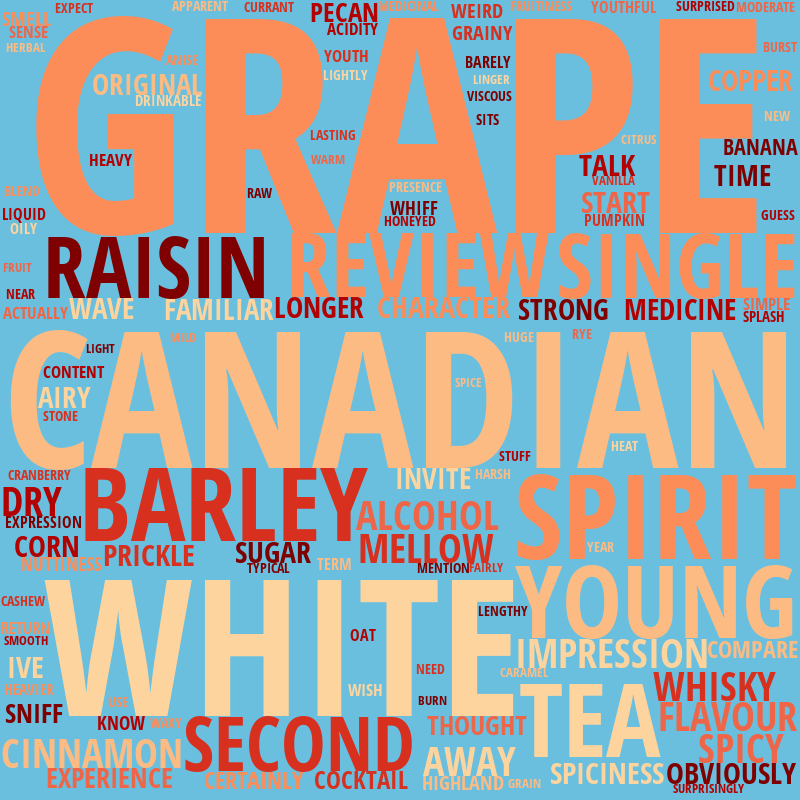 EXPECT
APPARENT
CURRANT
PECAN
MEDICINAL
WEIRD
FRUITINESS
YOUTHFUL
SURPRISED
MODERATE
SMELL
SENSE
ACIDITY
GRAINY
HERBAL
GRAPE
BURST
ANISE
YOUTH
BARELY
ORIGINAL
LIGHTLY
LINGER
COPPER
DRINKABLE
VISCOUS
SITS
NEW
LASTING
CITRUS
BANANA
HEAVY
WARM
TALK
TIME
VANILLA
BLEND
RAW
PRESENCE
START
LIQUID
WHIFF
HONEYED
PUMPKIN
GUESS
OILY
FRUIT
RAISIN
REVIEW
SINGLE
NEAR
ACTUALLY
WAVE
FAMILIAR
LONGER
CHARACTER
STRONG
MEDICINE
SIMPLE
SPLASH
MILD
HUGE
RYE
LIGHT
CANADIAN
CONTENT
AIRY
SPICE
STONE
HEAT
STUFF
CRANBERRY
BARLEY
INVITE
HARSH
DRY
SPIRIT
EXPRESSION
ALCOHOL
CORN
PRICKLE
SUGAR
MELLOW
YEAR
NUTTINESS
TYPICAL
TERM
MENTION
FAIRLY
WHITE
YOUNG
CASHEW
LENGTHY
RETURN
SMOOTH
OAT
IMPRESSION
COMPARE
IVE
NEED
CARAMEL
HEAVIER
WISH
TEA
WHISKY
USE
BURN
SNIFF
KNOW
WAXY
SECOND
THOUGHT
FLAVOUR
CINNAMON
AWAY
SPICY
EXPERIENCE
CERTAINLY
COCKTAIL
HIGHLAND
GRAIN
SPICINESS
OBVIOUSLY
SURPRISINGLY